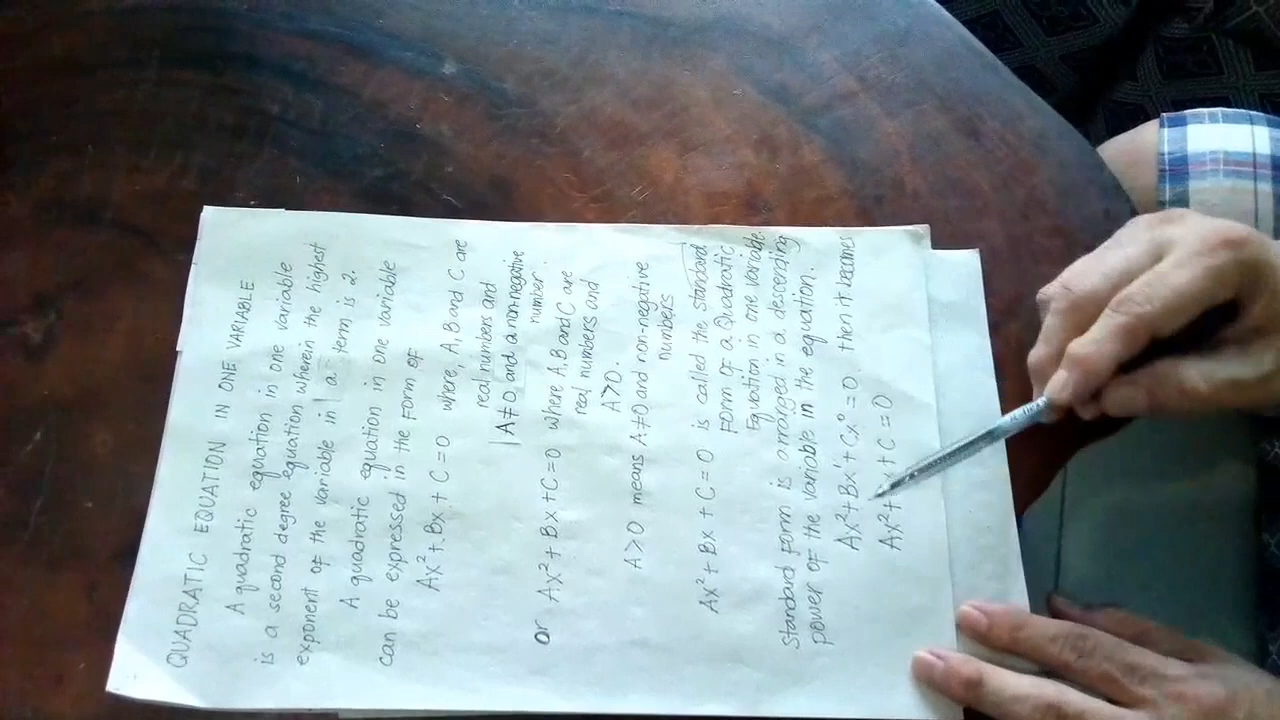 QUADRATIC EQUATION IN ONE VARIABLE
A quadratic equation in one variable
is a second degree equation wherein the highest
exponent of the variable in a term is 2.
A quadratic equation in one variable
can be expressed in the form of
Ax² + Bx + C = 0 where, A, B and C are
real numbers and
A ≠ 0, and a non negative
number
or Ax² + Bx + C = 0 where A, B and C are
real numbers and
A > 0.
A > 0 means A ≠ 0 and non-negative
numbers
Ax² + Bx + C = 0 is called the standard
form of a Quadratic
Equation in one variable.
Standard form is arranged in a descending
power of the variable in the equation.
Ax² + Bx¹ + Cx⁰ = 0. then it becomes
Ax² + x + C = 0